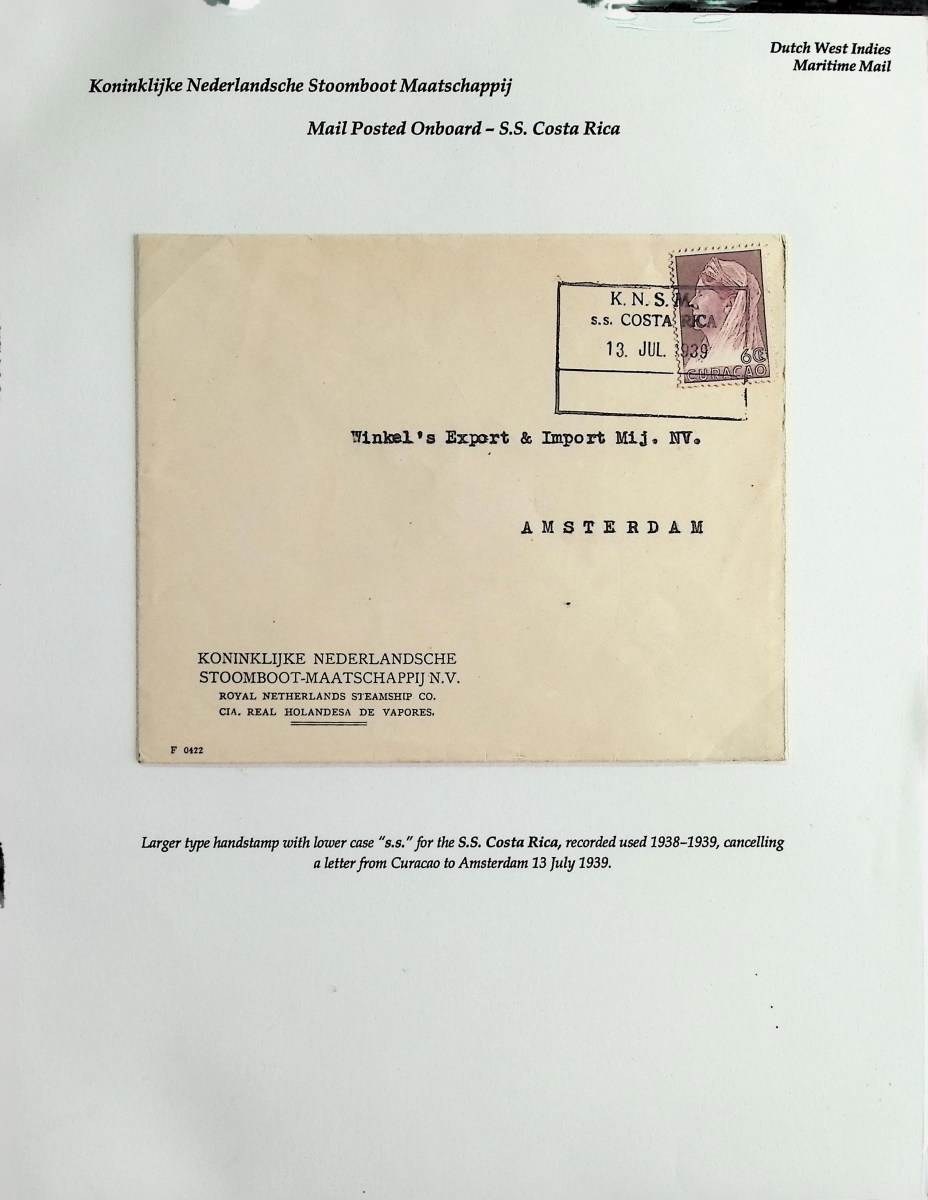 Dutch West Indies
Maritime Mail
Koninklijke Nederlandsche Stoomboot Maatschappij
Mail Posted Onboard – S.S. Costa Rica
K. N. S. M.
s.s. COSTA RICA
13. JUL. 1939
6C
CURAÇAO
Winkel's Export & Import Mij. NV.
AMSTERDAM
KONINKLIJKE NEDERLANDSCHE
STOOMBOOT-MAATSCHAPPIJ N.V.
ROYAL NETHERLANDS STEAMSHIP CO.
CIA. REAL HOLANDESA DE VAPORES.
F 0422
Larger type handstamp with lower case "s.s." for the S.S. Costa Rica, recorded used 1938–1939, cancelling
a letter from Curacao to Amsterdam 13 July 1939.